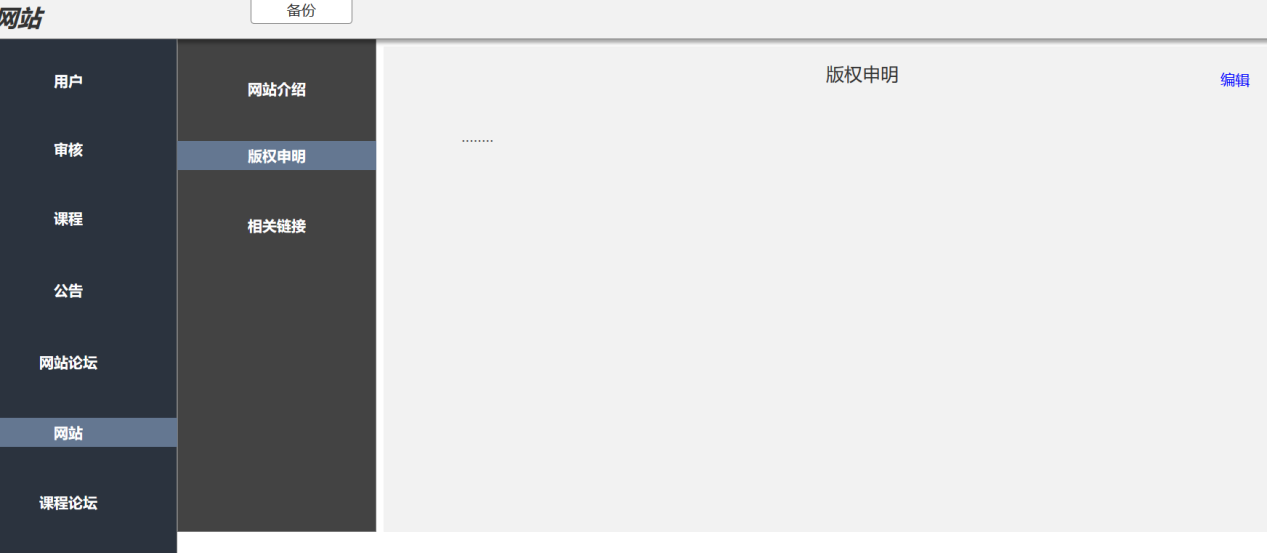 网站
备份
用户
审核
课程
公告
网站论坛
网站
课程论坛
网站介绍
版权申明
相关链接
版权申明
编辑
........